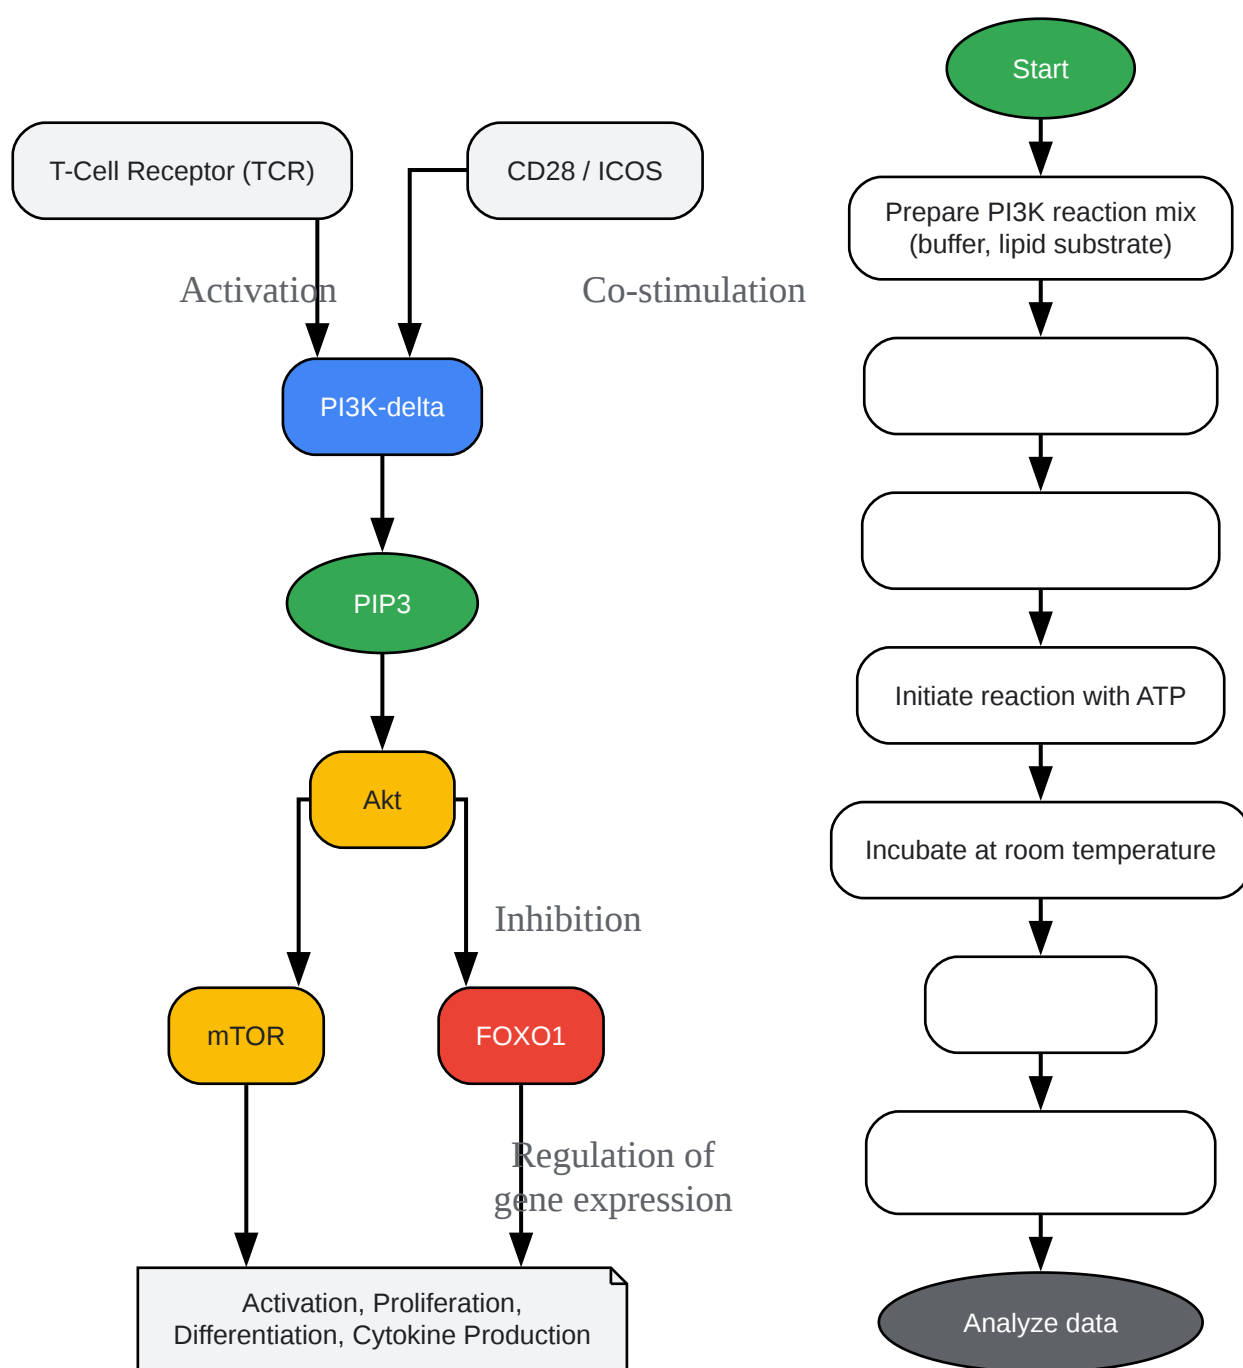 T-Cell Receptor (TCR)
CD28 / ICOS
Activation
Co-stimulation
PI3K-delta
PIP3
Akt
Inhibition
mTOR
FOXO1
Regulation of
gene expression
Activation, Proliferation,
Differentiation, Cytokine Production
Start
Prepare PI3K reaction mix
(buffer, lipid substrate)
Initiate reaction with ATP
Incubate at room temperature
Analyze data